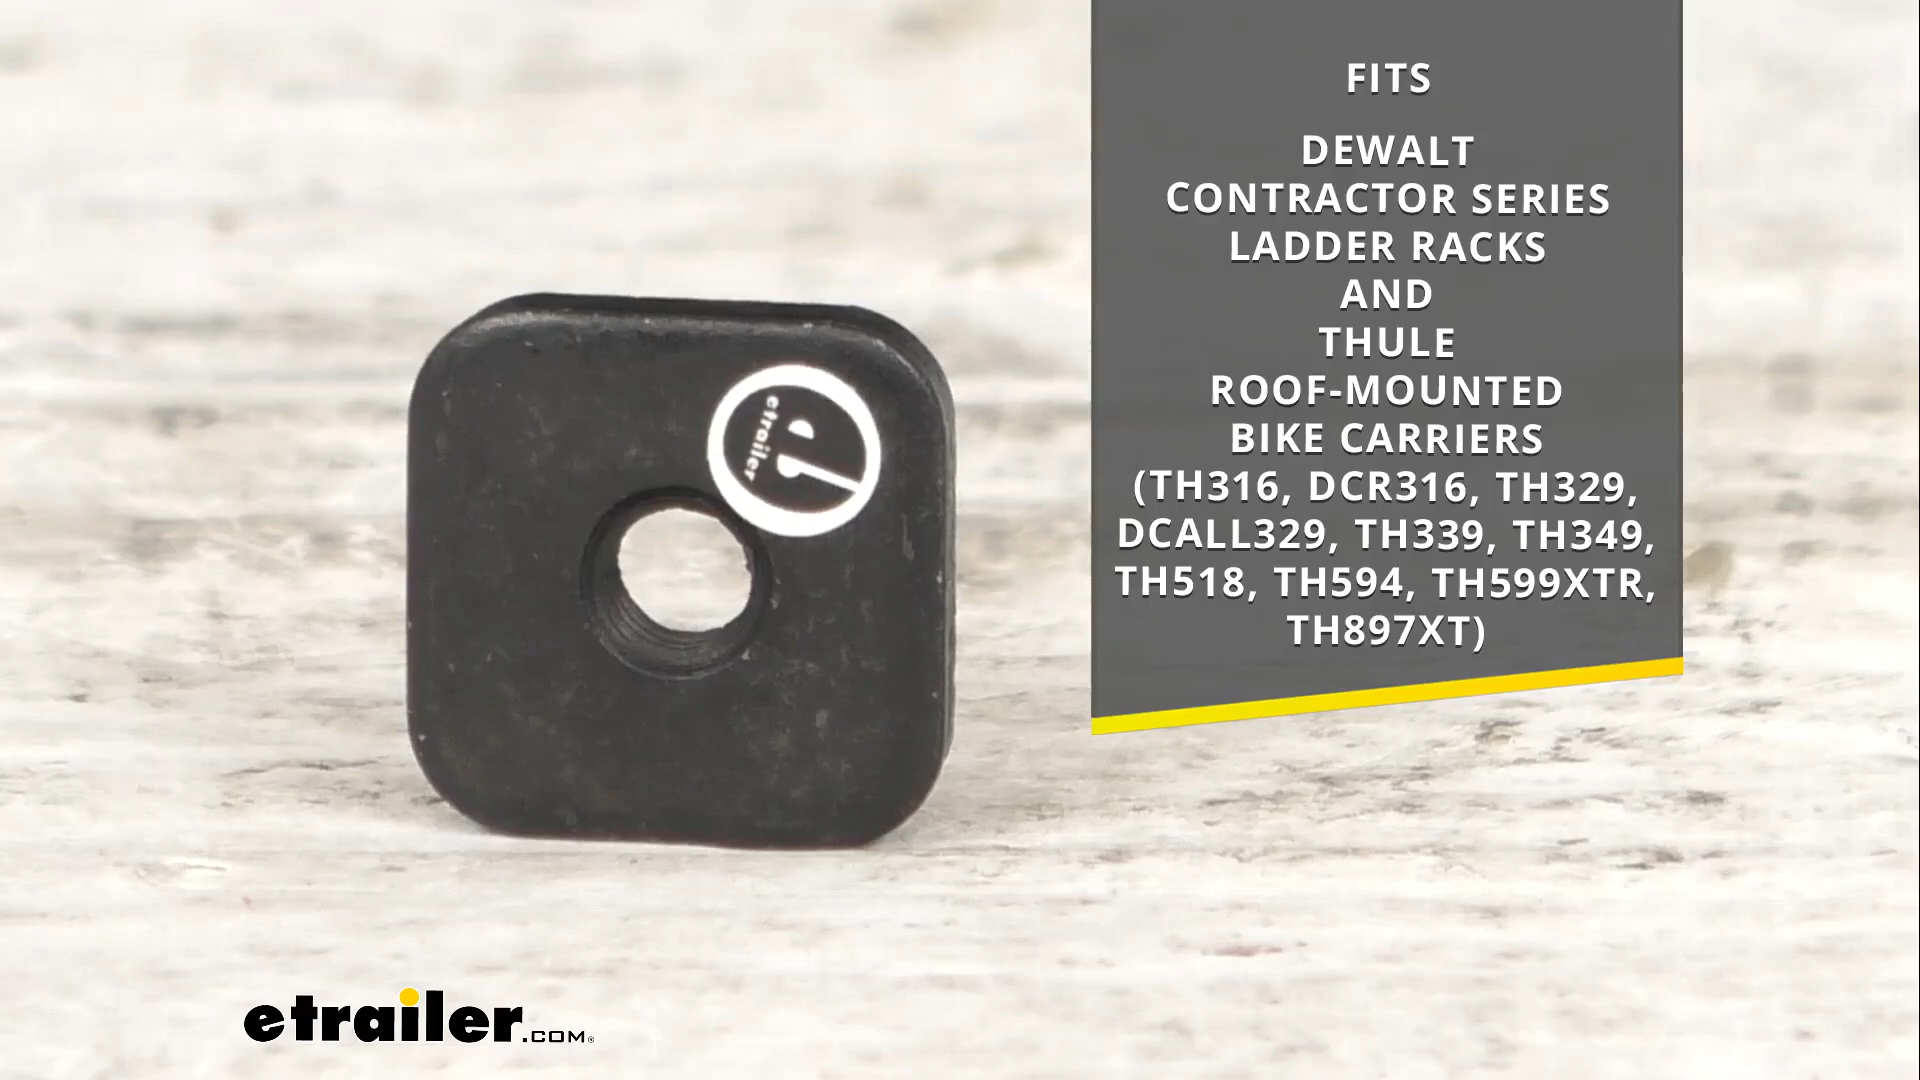 FITS
DEWALT
CONTRACTOR SERIES
LADDER RACKS
AND
THULE
ROOF-MOUNTED
BIKE CARRIERS
(TH316, DCR316, TH329,
DCALL329, TH339, TH349,
TH518, TH594, TH599XTR,
TH897XT)
etrailer
etrailer.COM®